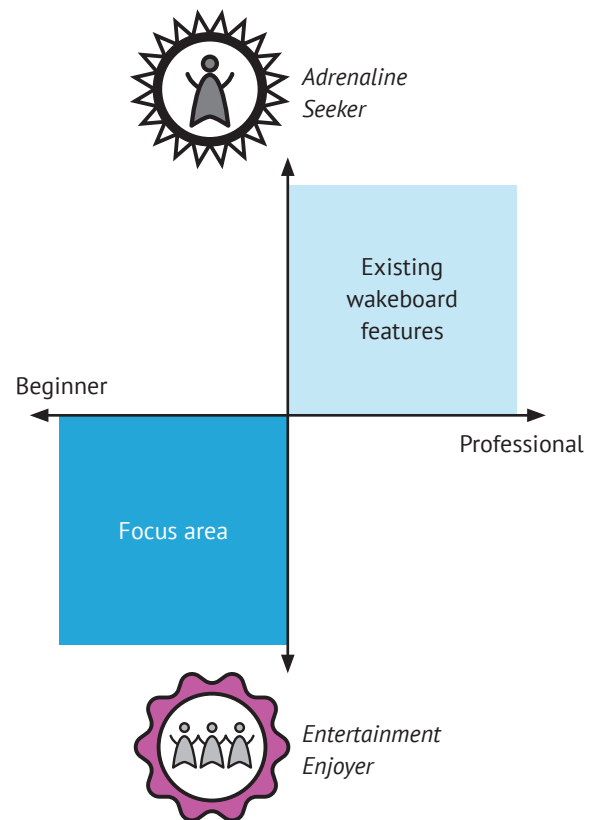 Adrenaline
Seeker
Existing
wakeboard
features
Beginner
Professional
Focus area
Entertainment
Enjoyer